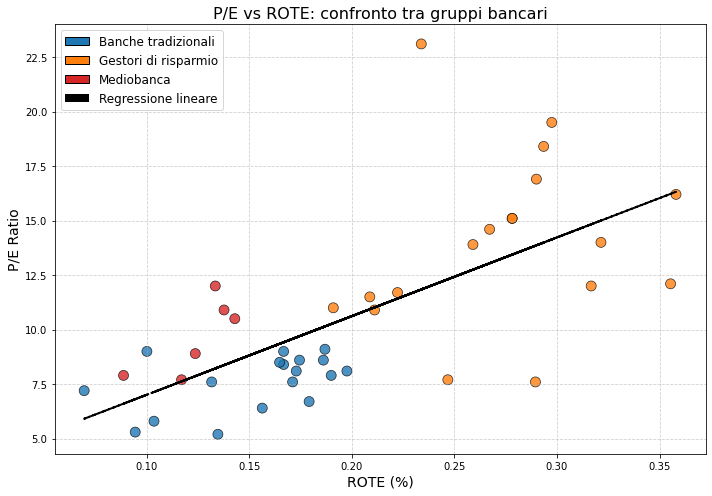 P/E vs ROTE: confronto tra gruppi bancari
Banche tradizionali
Gestori di risparmio
Mediobanca
Regressione lineare
P/E Ratio
22.5
20.0
17.5
15.0
12.5
10.0
7.5
5.0
0.10 0.15 0.20 0.25 0.30 0.35
ROTE (%)